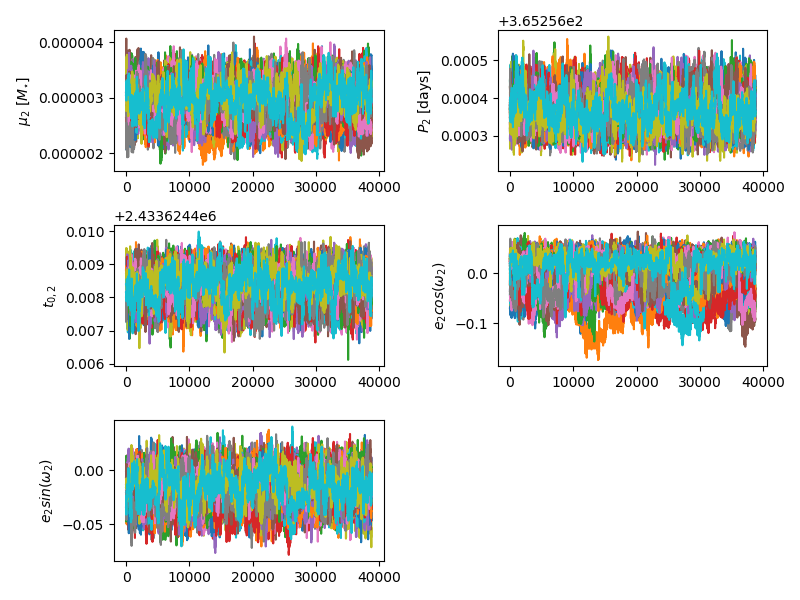 +3.65256e2
0.000004
0.000003
0.000002
μ₂ [M⋆]
0 10000 20000 30000 40000
0.0005
0.0004
0.0003
P₂ [days]
0 10000 20000 30000 40000
+2.4336244e6
0.010
0.009
0.008
0.007
0.006
t₀,₂
0 10000 20000 30000 40000
0.0
−0.1
e₂cos(ω₂)
0 10000 20000 30000 40000
0.00
−0.05
e₂sin(ω₂)
0 10000 20000 30000 40000